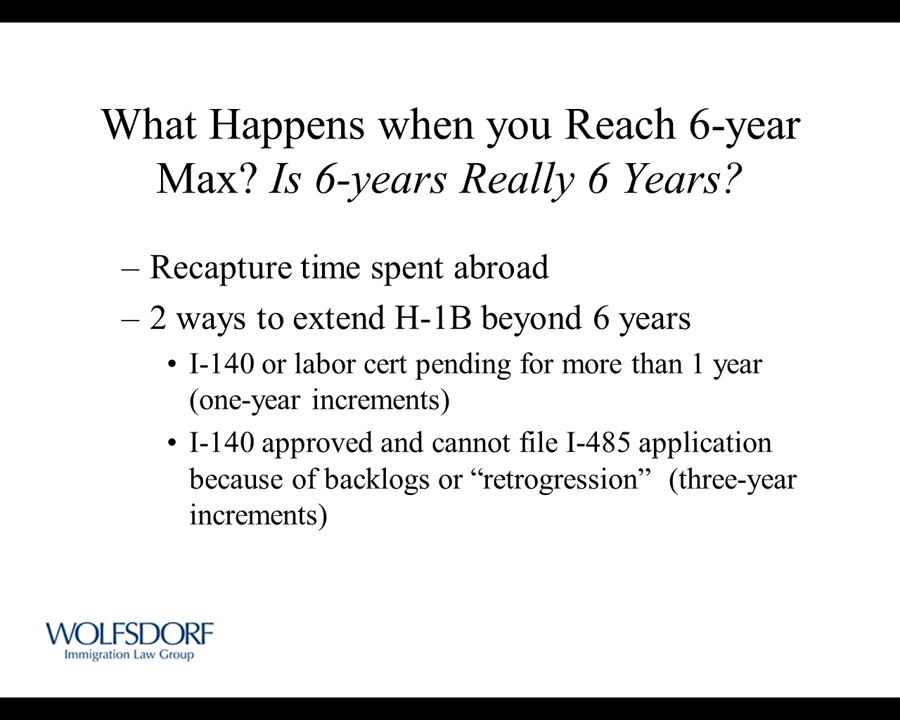 What Happens when you Reach 6-year
Max? Is 6-years Really 6 Years?
– Recapture time spent abroad
– 2 ways to extend H-1B beyond 6 years
• I-140 or labor cert pending for more than 1 year
(one-year increments)
• I-140 approved and cannot file I-485 application
because of backlogs or “retrogression” (three-year
increments)
WOLFSDORF
Immigration Law Group